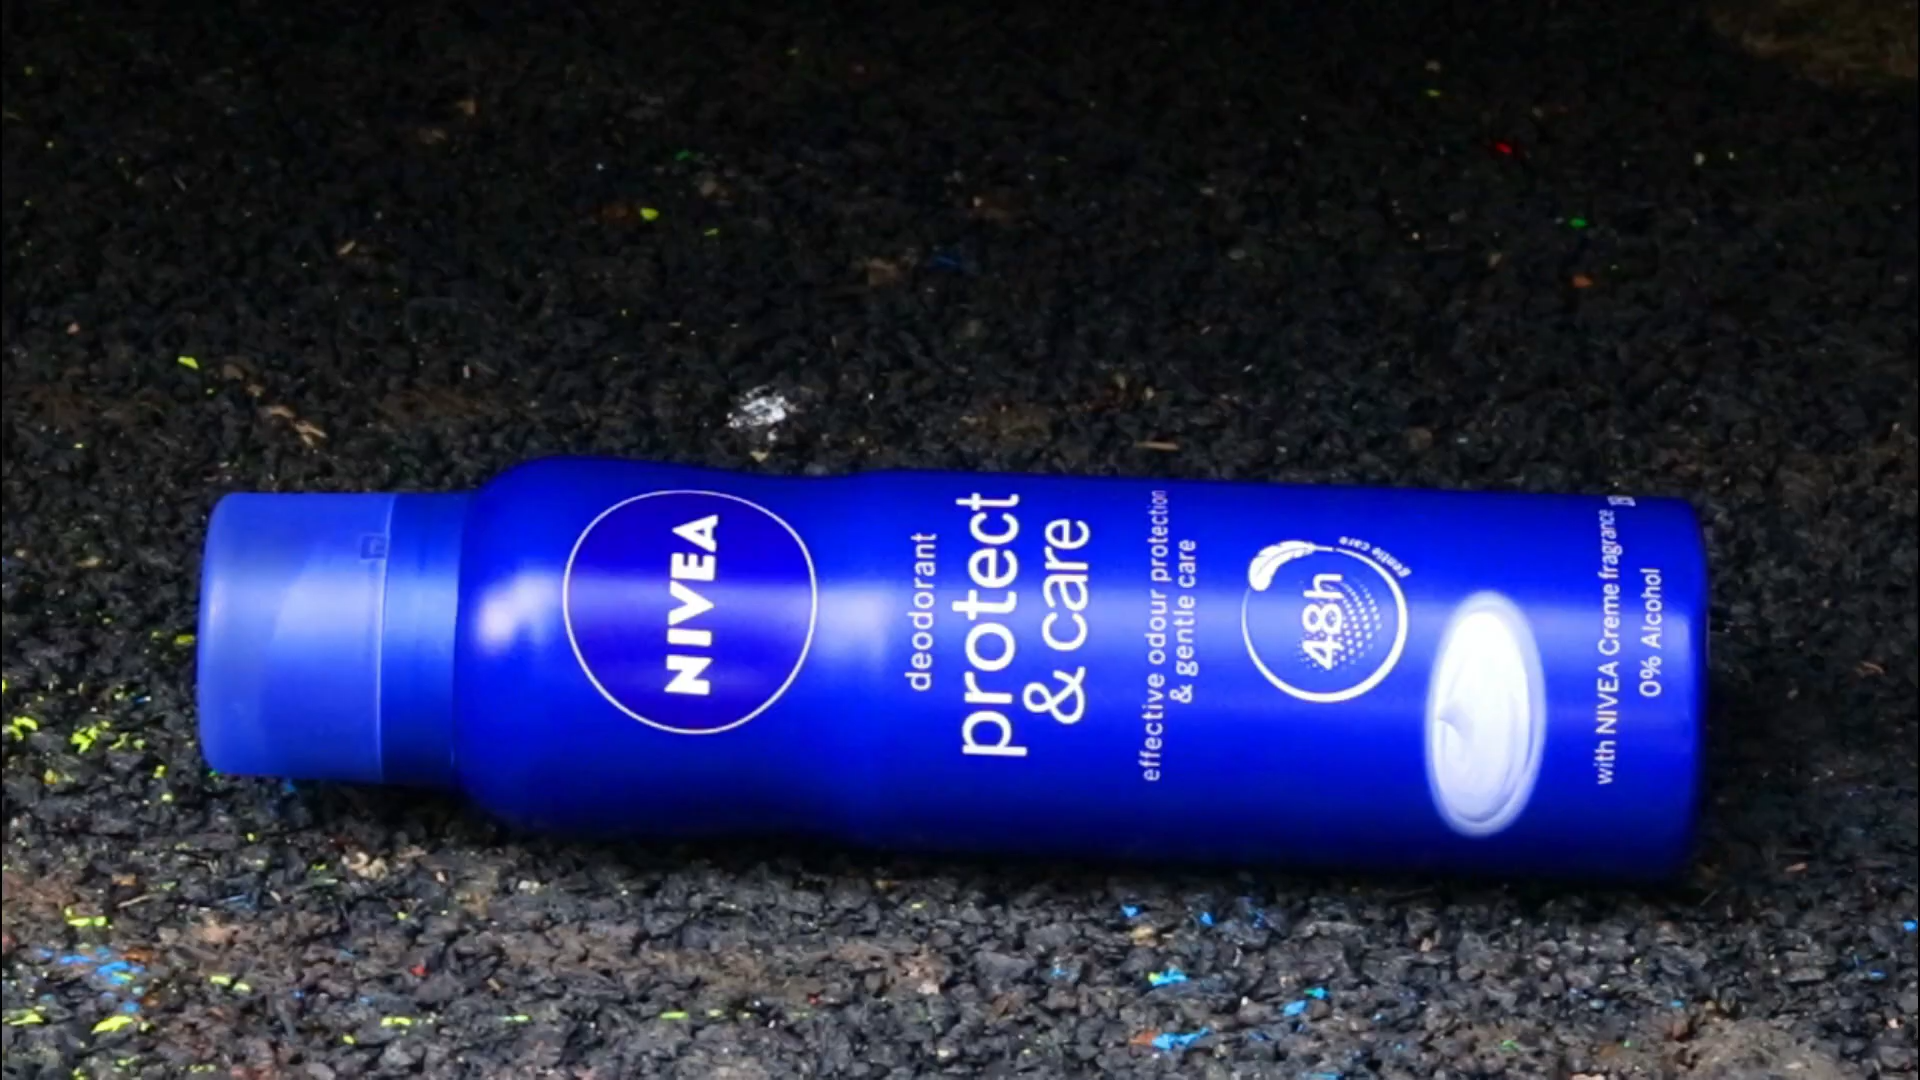 NIVEA
deodorant
protect
& care
effective odour protection
& gentle care
48h
gentle care
with NIVEA Creme fragrance
0% Alcohol